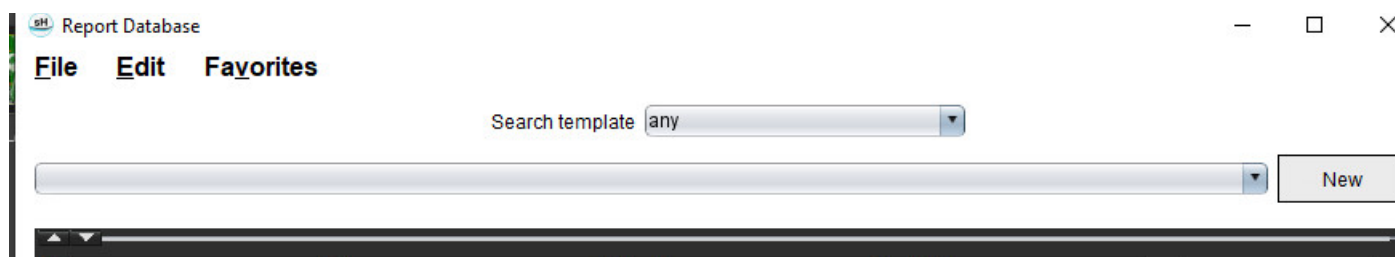 sH Report Database
File Edit Favorites
Search template any
New